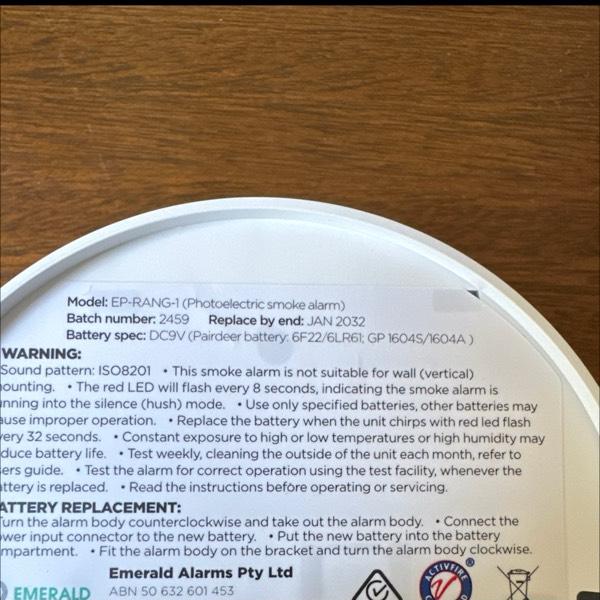 Model: EP-RANG-1 (Photoelectric smoke alarm)
Batch number: 2459 Replace by end: JAN 2032
Battery spec: DC9V (Pairdeer battery: 6F22/6LR61; GP 1604S/1604A )
WARNING:
Sound pattern: ISO8201 • This smoke alarm is not suitable for wall (vertical)
ounting. • The red LED will flash every 8 seconds, indicating the smoke alarm is
nning into the silence (hush) mode. • Use only specified batteries, other batteries may
ause improper operation. • Replace the battery when the unit chirps with red led flash
very 32 seconds. • Constant exposure to high or low temperatures or high humidity may
duce battery life. • Test weekly, cleaning the outside of the unit each month, refer to
ers guide. • Test the alarm for correct operation using the test facility, whenever the
attery is replaced. • Read the instructions before operating or servicing.
ATTERY REPLACEMENT:
Turn the alarm body counterclockwise and take out the alarm body. • Connect the
ower input connector to the new battery. • Put the new battery into the battery
mpartment. • Fit the alarm body on the bracket and turn the alarm body clockwise.
Emerald Alarms Pty Ltd
ABN 50 632 601 453
EMERALD
ACTIVFIRE ®